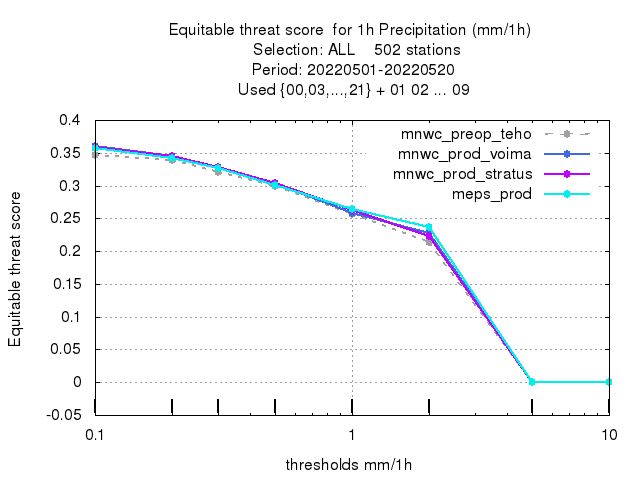 Equitable threat score  for 1h Precipitation (mm/1h)
Selection: ALL    502 stations
Period: 20220501-20220520
Used {00,03,...,21} + 01 02 ... 09
mnwc_preop_teho
mnwc_prod_voima
mnwc_prod_stratus
meps_prod
Equitable threat score
0.4
0.35
0.3
0.25
0.2
0.15
0.1
0.05
0
-0.05
0.1
1
10
thresholds mm/1h